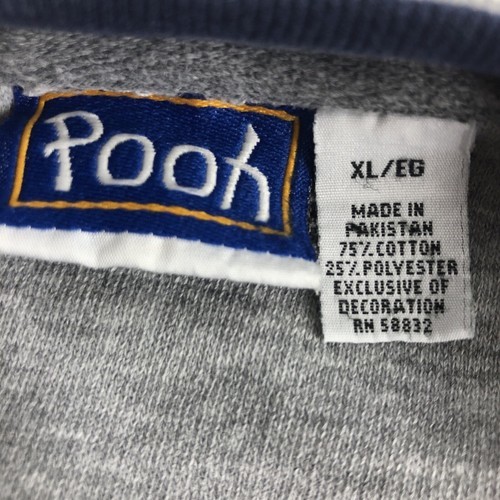 Pooh
XL/EG
MADE IN
PAKISTAN
75% COTTON
25% POLYESTER
EXCLUSIVE OF
DECORATION
RN 58832